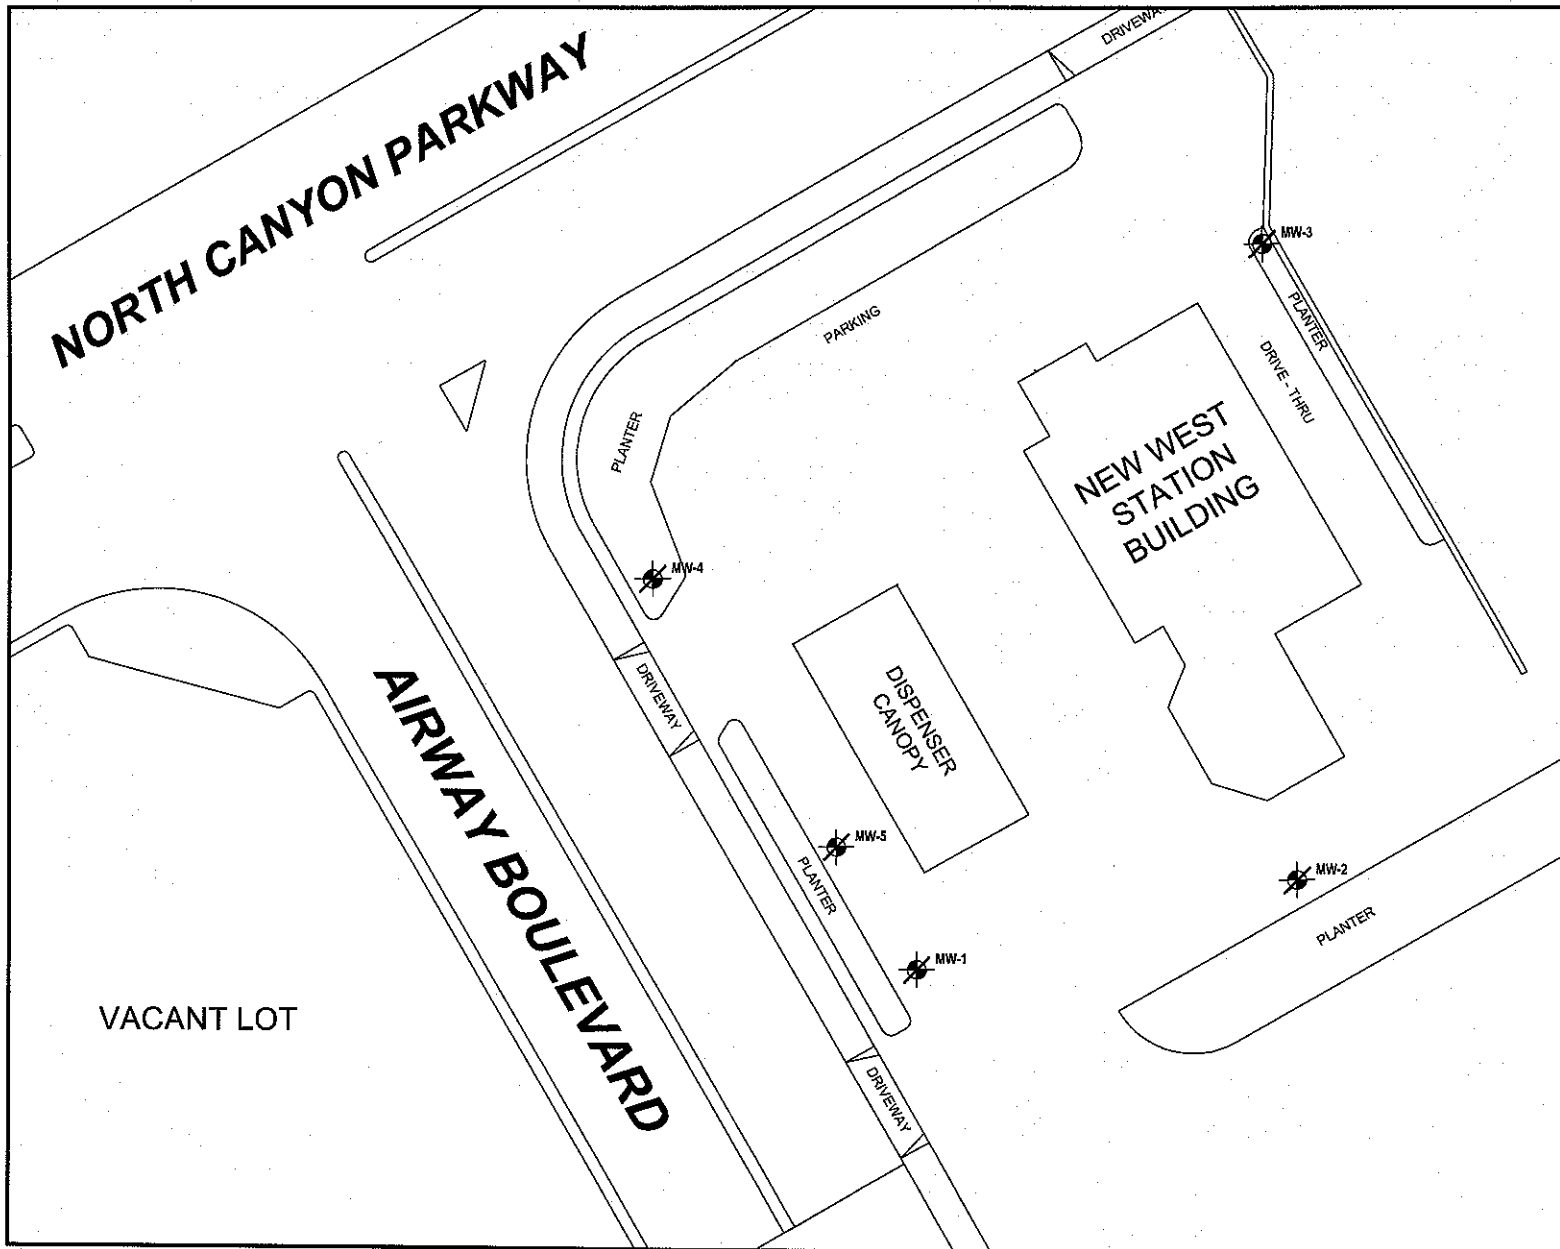 DRIVEWAY
NORTH CANYON PARKWAY
MW-3
PLANTER
PARKING
DRIVE - THRU
PLANTER
NEW WEST
STATION
BUILDING
MW-4
DRIVEWAY
DISPENSER
CANOPY
AIRWAY BOULEVARD
MW-5
PLANTER
MW-2
PLANTER
MW-1
VACANT LOT
DRIVEWAY